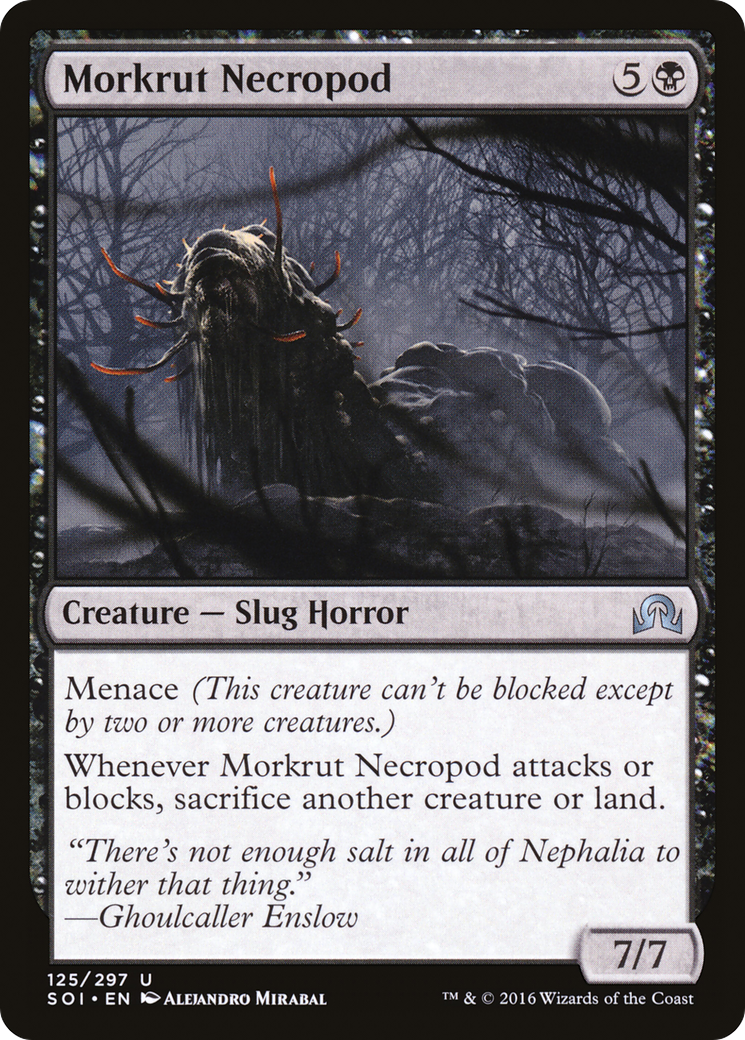 Morkrut Necropod 5
Creature — Slug Horror
Menace (This creature can't be blocked except
by two or more creatures.)
Whenever Morkrut Necropod attacks or
blocks, sacrifice another creature or land.
“There's not enough salt in all of Nephalia to
wither that thing.”
—Ghoulcaller Enslow
7/7
125/297 U
SOI • EN Alejandro Mirabal
™ & © 2016 Wizards of the Coast